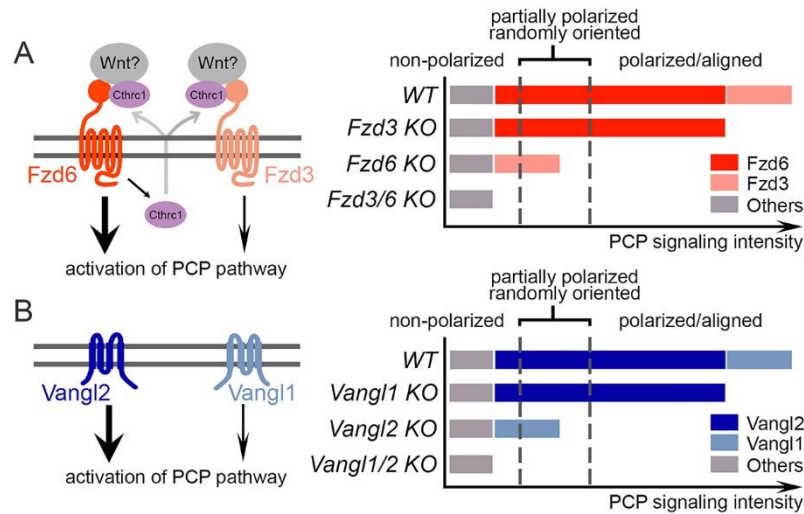 A
Wnt?
Wnt?
Cthrc1
Cthrc1
Fzd6
Fzd3
Cthrc1
activation of PCP pathway
partially polarized
randomly oriented
non-polarized
polarized/aligned
WT
Fzd3 KO
Fzd6 KO
Fzd3/6 KO
Fzd6
Fzd3
Others
PCP signaling intensity
B
Vangl2
Vangl1
activation of PCP pathway
partially polarized
randomly oriented
non-polarized
polarized/aligned
WT
Vangl1 KO
Vangl2 KO
Vangl1/2 KO
Vangl2
Vangl1
Others
PCP signaling intensity